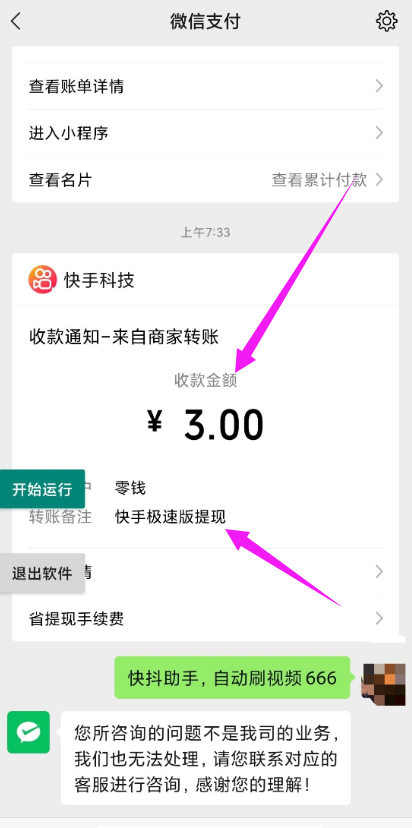 微信支付
查看账单详情
进入小程序
查看名片 查看累计付款
上午7:33
快手科技
收款通知-来自商家转账
收款金额
¥ 3.00
开始运行 零钱
转账备注 快手极速版提现
退出软件
省提现手续费
快抖助手，自动刷视频666
您所咨询的问题不是我司的业务，
我们也无法处理，请您联系对应的
客服进行咨询，感谢您的理解！